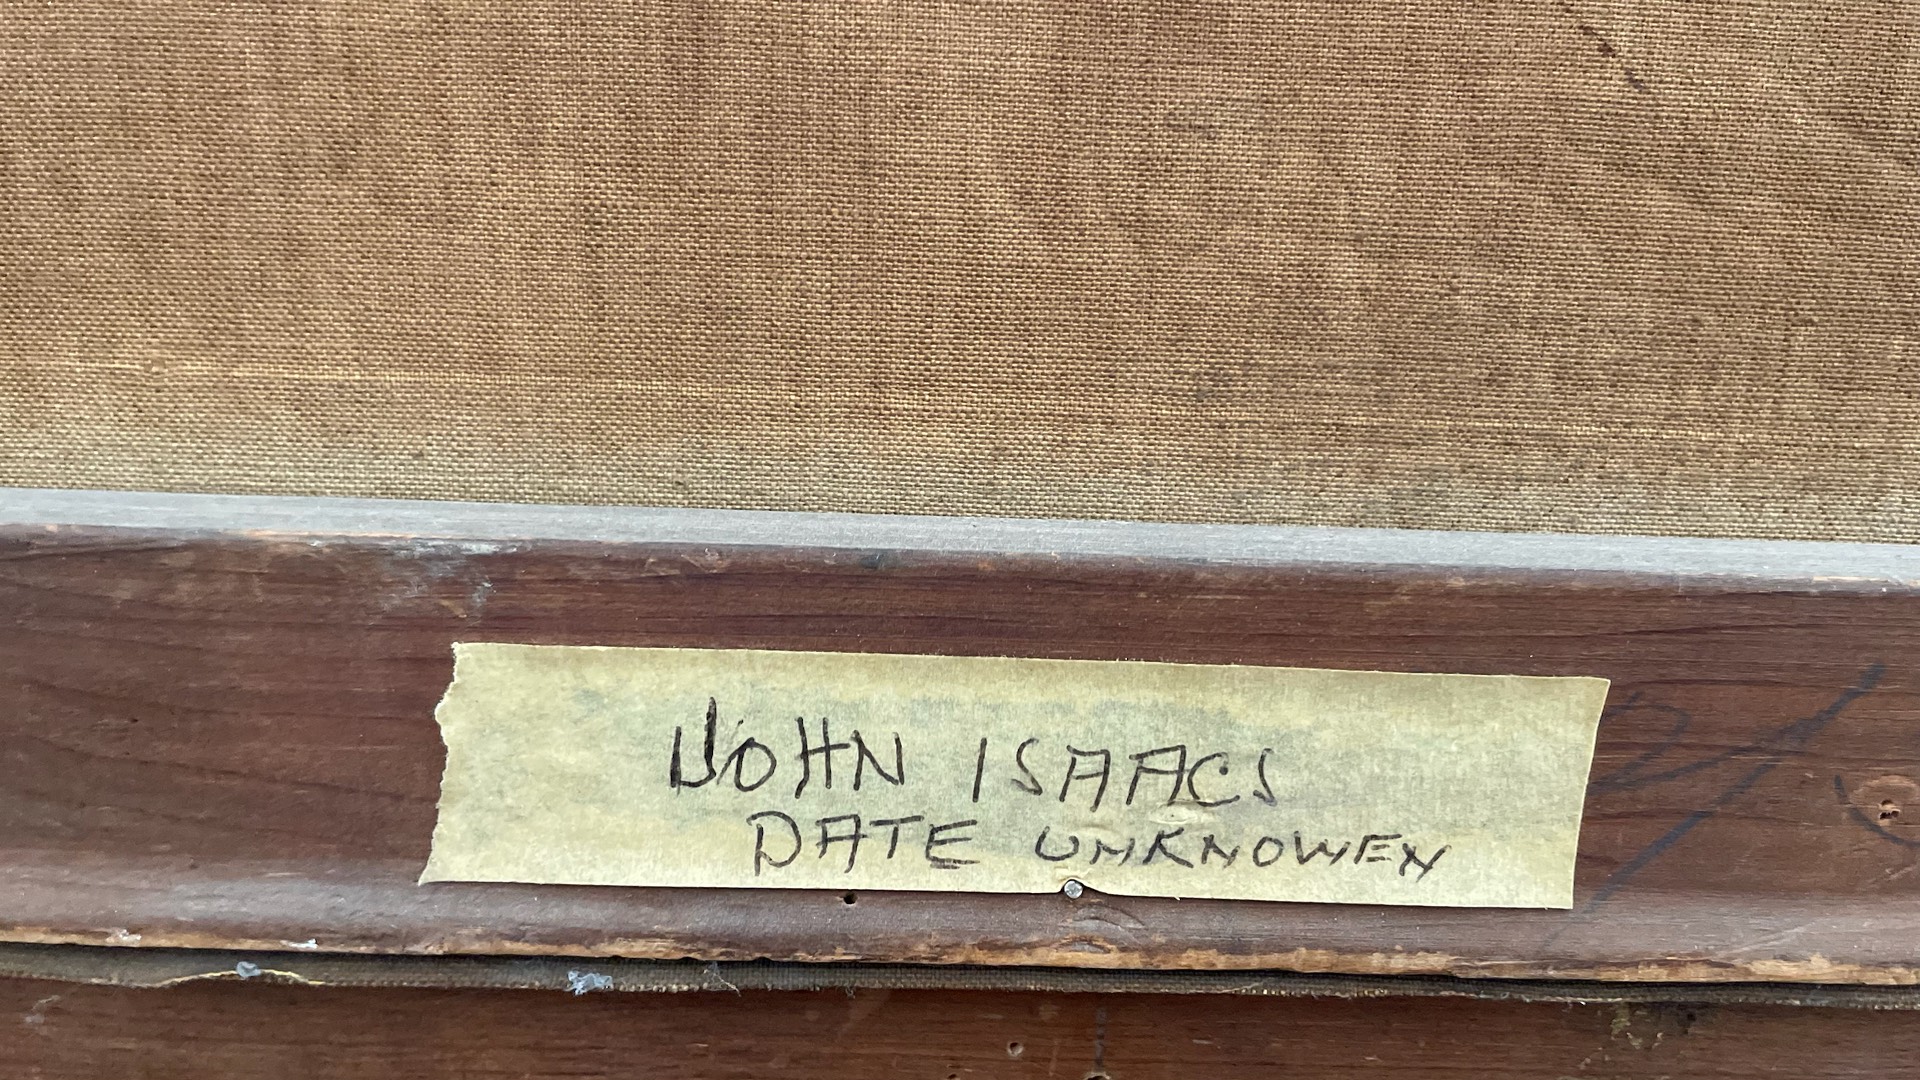 JOHN ISAACS
DATE UNKNOWEN